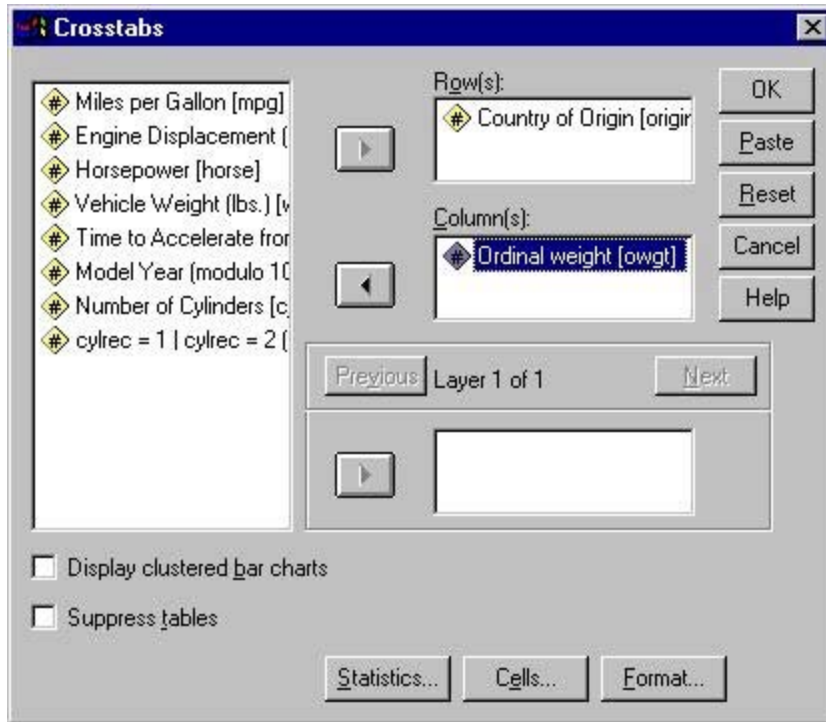 Crosstabs
Miles per Gallon [mpg]
Engine Displacement (
Horsepower [horse]
Vehicle Weight (lbs.) [w
Time to Accelerate from
Model Year (modulo 10
Number of Cylinders [c
cylrec = 1 | cylrec = 2 (
Row(s):
Country of Origin [origin
Column(s):
Ordinal weight [owgt]
Previous
Layer 1 of 1
Next
OK
Paste
Reset
Cancel
Help
Display clustered bar charts
Suppress tables
Statistics...
Cells...
Format...